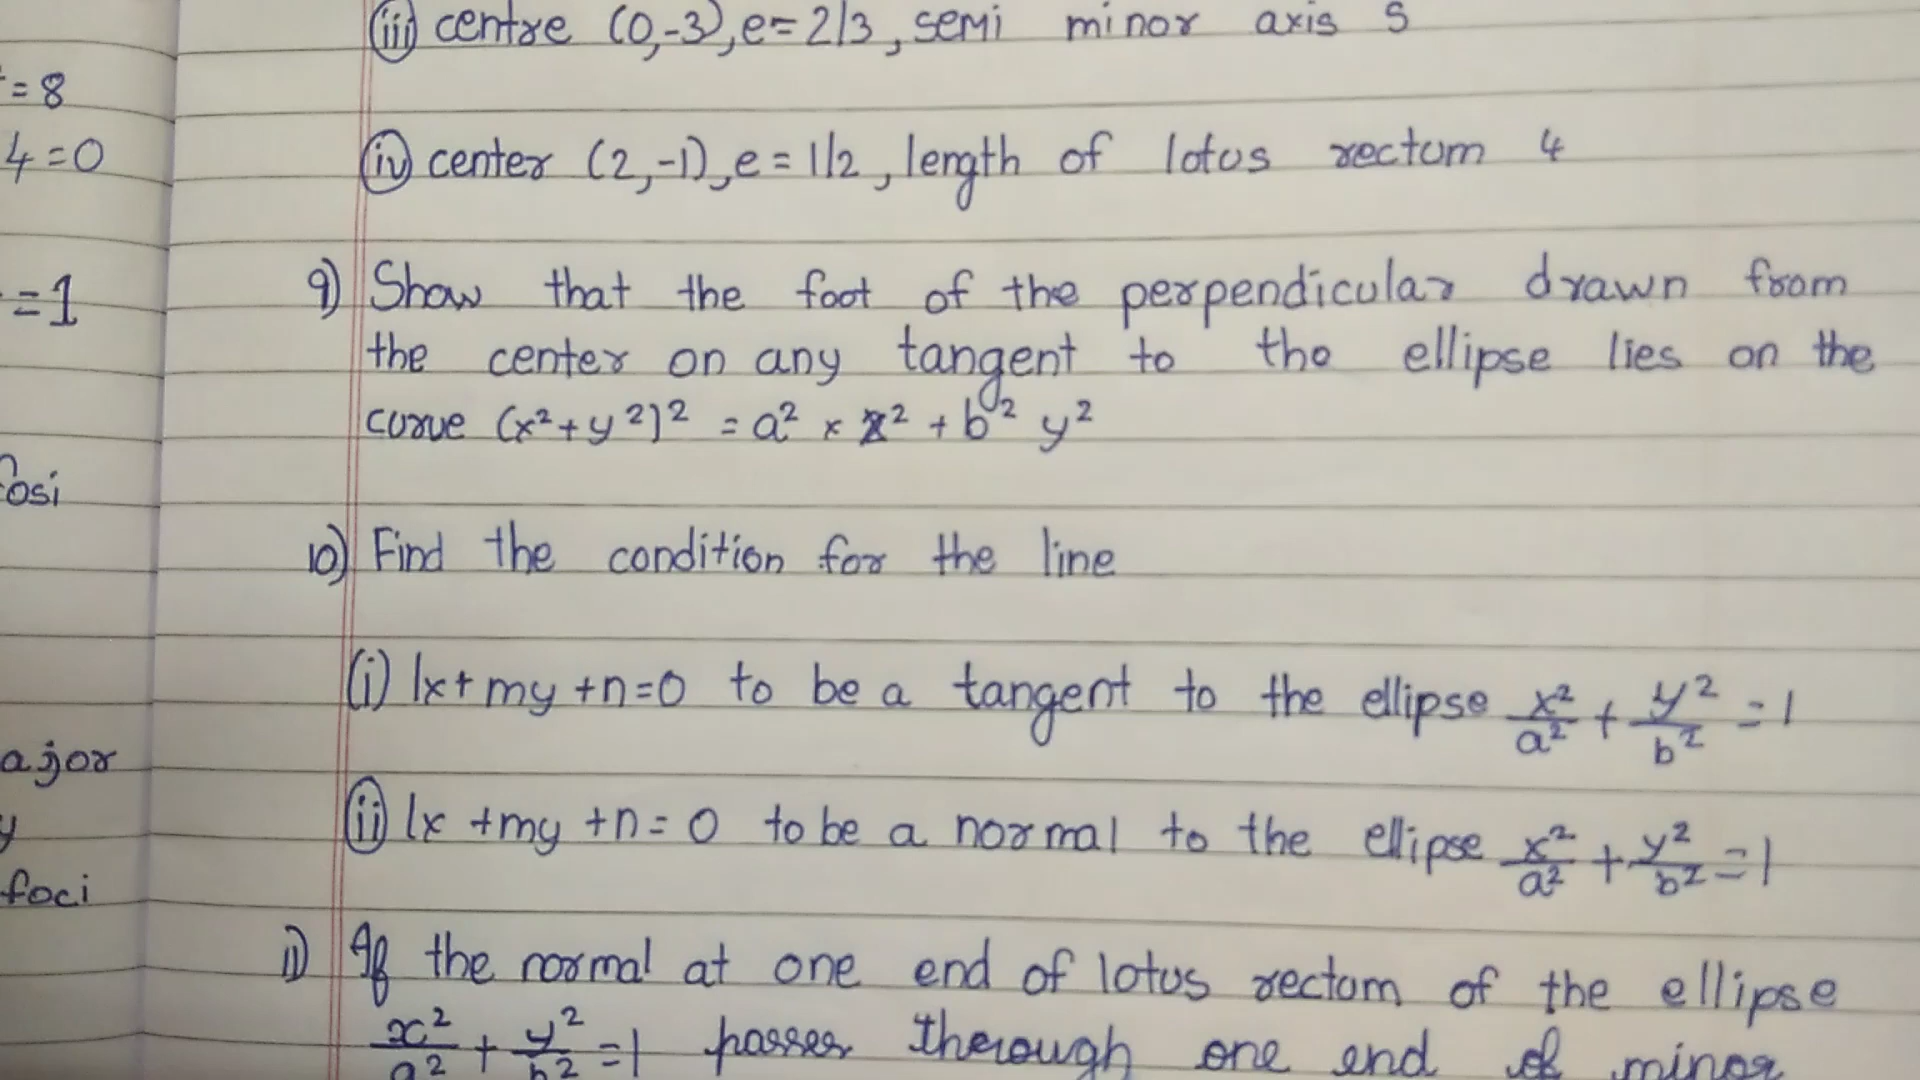 (iii) centre (0,-3), e=2/3, semi minor axis 5
=8
4=0
(iv) center (2,-1), e=1/2, length of lotus rectum 4
=1
9) Show that the foot of the perpendicular drawn from
the center on any tangent to the ellipse lies on the
curve (x²+y²)² = a² x x² + b² y²
10) Find the condition for the line
(i) lx+my+n=0 to be a tangent to the ellipse x²/a² + y²/b² = 1
ajor
(ii) lx+my+n=0 to be a normal to the ellipse x²/a² + y²/b² = 1
y
foci
11) If the normal at one end of lotus rectum of the ellipse
x²/a² + y²/b² = 1 passes therough one end of minor